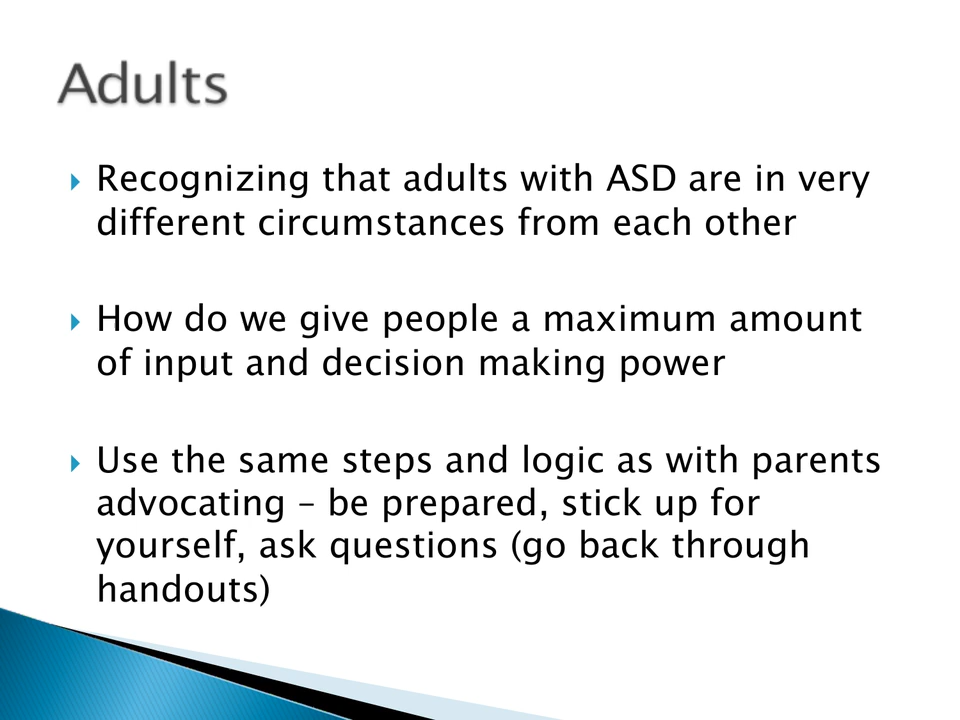 Adults
Recognizing that adults with ASD are in very
different circumstances from each other
How do we give people a maximum amount
of input and decision making power
Use the same steps and logic as with parents
advocating – be prepared, stick up for
yourself, ask questions (go back through
handouts)